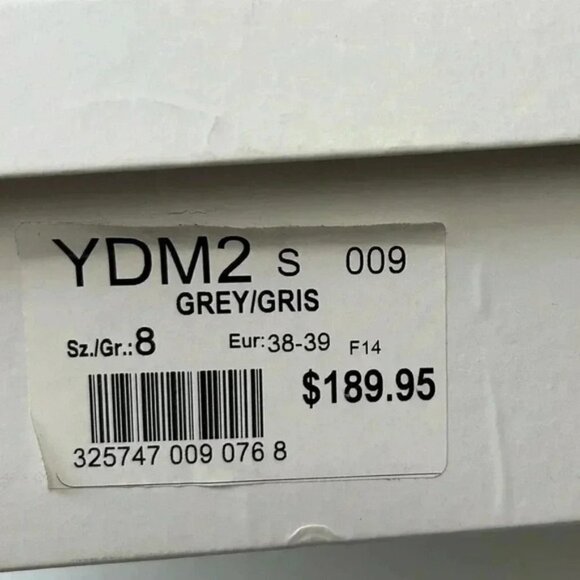 YDM2 S 009
GREY/GRIS
Sz./Gr.:8 Eur:38-39 F14
$189.95
325747 009 076 8